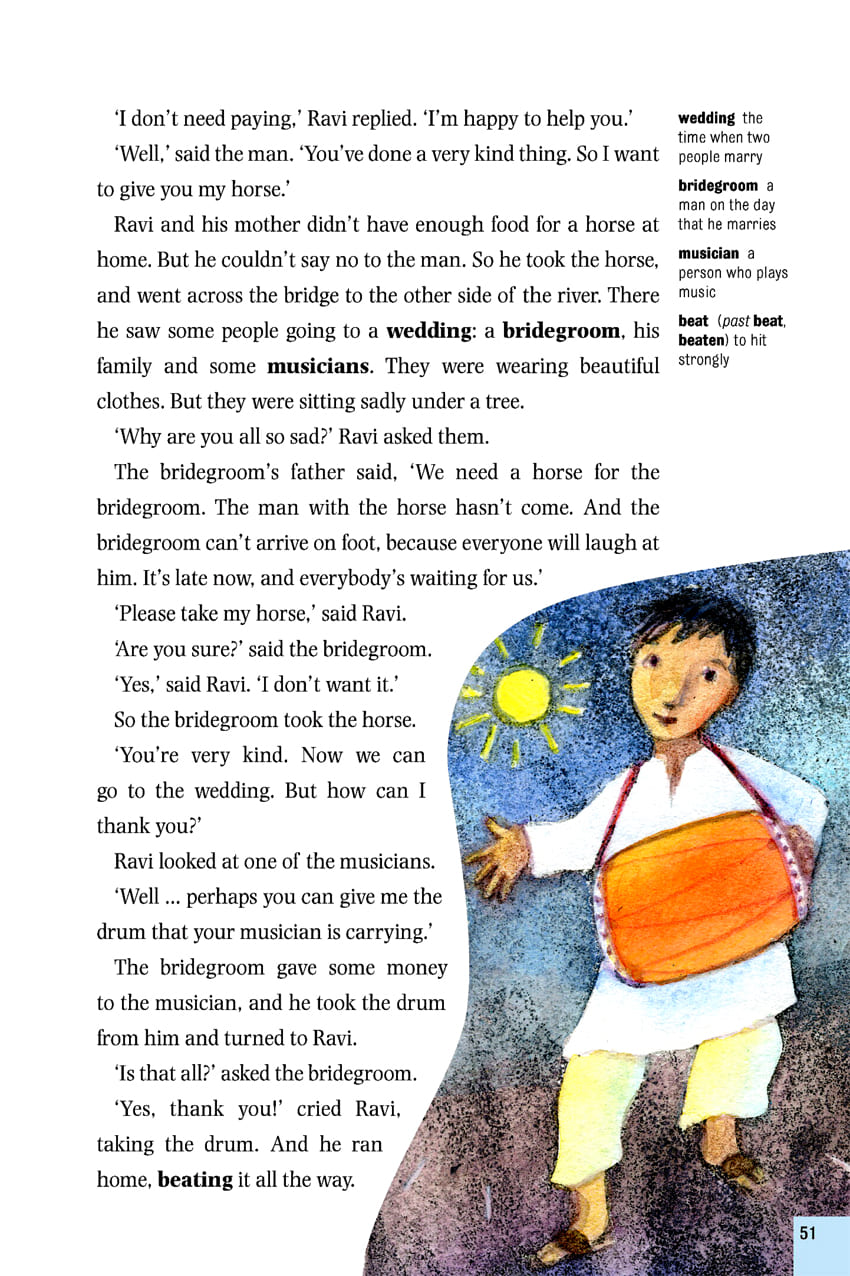 ‘I don’t need paying,’ Ravi replied. ‘I’m happy to help you.’
‘Well,’ said the man. ‘You’ve done a very kind thing. So I want
to give you my horse.’
Ravi and his mother didn’t have enough food for a horse at
home. But he couldn’t say no to the man. So he took the horse,
and went across the bridge to the other side of the river. There
he saw some people going to a wedding: a bridegroom, his
family and some musicians. They were wearing beautiful
clothes. But they were sitting sadly under a tree.
‘Why are you all so sad?’ Ravi asked them.
The bridegroom’s father said, ‘We need a horse for the
bridegroom. The man with the horse hasn’t come. And the
bridegroom can’t arrive on foot, because everyone will laugh at
him. It’s late now, and everybody’s waiting for us.’
‘Please take my horse,’ said Ravi.
‘Are you sure?’ said the bridegroom.
‘Yes,’ said Ravi. ‘I don’t want it.’
So the bridegroom took the horse.
‘You’re very kind. Now we can
go to the wedding. But how can I
thank you?’
Ravi looked at one of the musicians.
‘Well ... perhaps you can give me the
drum that your musician is carrying.’
The bridegroom gave some money
to the musician, and he took the drum
from him and turned to Ravi.
‘Is that all?’ asked the bridegroom.
‘Yes, thank you!’ cried Ravi,
taking the drum. And he ran
home, beating it all the way.
wedding the
time when two
people marry
bridegroom a
man on the day
that he marries
musician a
person who plays
music
beat (past beat,
beaten) to hit
strongly
51